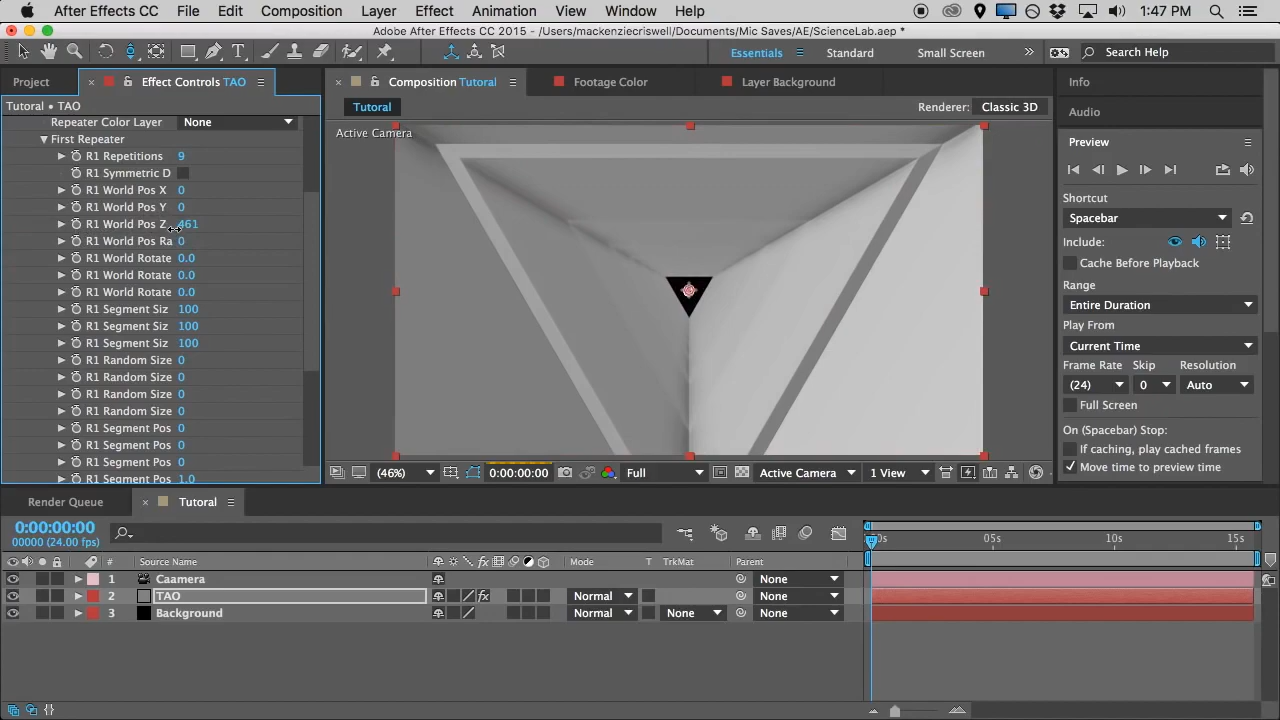 After Effects CC File Edit Composition Layer Effect Animation View Window Help 1:47 PM
Adobe After Effects CC 2015 - /Users/mackenziecriswell/Documents/Mic Saves/AE/ScienceLab.aep *
Essentials Standard Small Screen » Search Help
Project × Effect Controls TAO × Composition Tutorial Footage Color Layer Background Info
Tutorial • TAO
Tutorial Renderer: Classic 3D
Audio
Repeater Color Layer None
Active Camera
First Repeater
Preview
R1 Repetitions 9
R1 Symmetric D
R1 World Pos X 0
R1 World Pos Y 0
R1 World Pos Z 461
R1 World Pos Ra 0
R1 World Rotate 0.0
R1 World Rotate 0.0
R1 World Rotate 0.0
R1 Segment Siz 100
R1 Segment Siz 100
R1 Segment Siz 100
R1 Random Size 0
R1 Random Size 0
R1 Random Size 0
R1 Random Size 0
R1 Segment Pos 0
R1 Segment Pos 0
R1 Segment Pos 0
R1 Segment Pos 1.0
Shortcut
Spacebar
Include:
Cache Before Playback
Range
Entire Duration
Play From
Current Time
Frame Rate Skip Resolution
(24) 0 Auto
Full Screen
On (Spacebar) Stop:
If caching, play cached frames
Move time to preview time
(46%) 0:00:00:00 Full Active Camera 1 View
Render Queue × Tutorial
0:00:00:00
00000 (24.00 fps)
05s 10s 15s
# Source Name Mode T TrkMat Parent
1 Caamera None
2 TAO fx Normal None
3 Background Normal None None